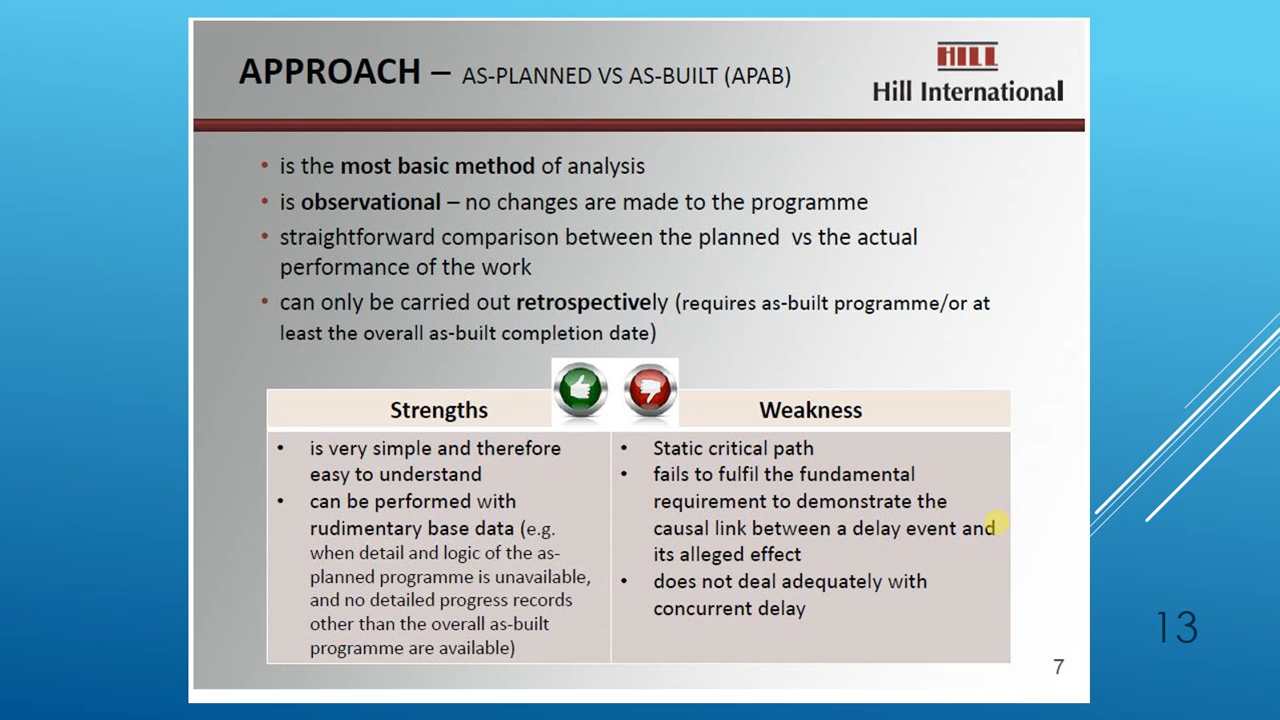 APPROACH – AS-PLANNED VS AS-BUILT (APAB)
HILL
Hill International
• is the most basic method of analysis
• is observational – no changes are made to the programme
• straightforward comparison between the planned vs the actual
performance of the work
• can only be carried out retrospectively (requires as-built programme/or at
least the overall as-built completion date)
Strengths
• is very simple and therefore
easy to understand
• can be performed with
rudimentary base data (e.g.
when detail and logic of the as-
planned programme is unavailable,
and no detailed progress records
other than the overall as-built
programme are available)
Weakness
• Static critical path
• fails to fulfil the fundamental
requirement to demonstrate the
causal link between a delay event and
its alleged effect
• does not deal adequately with
concurrent delay
7
13